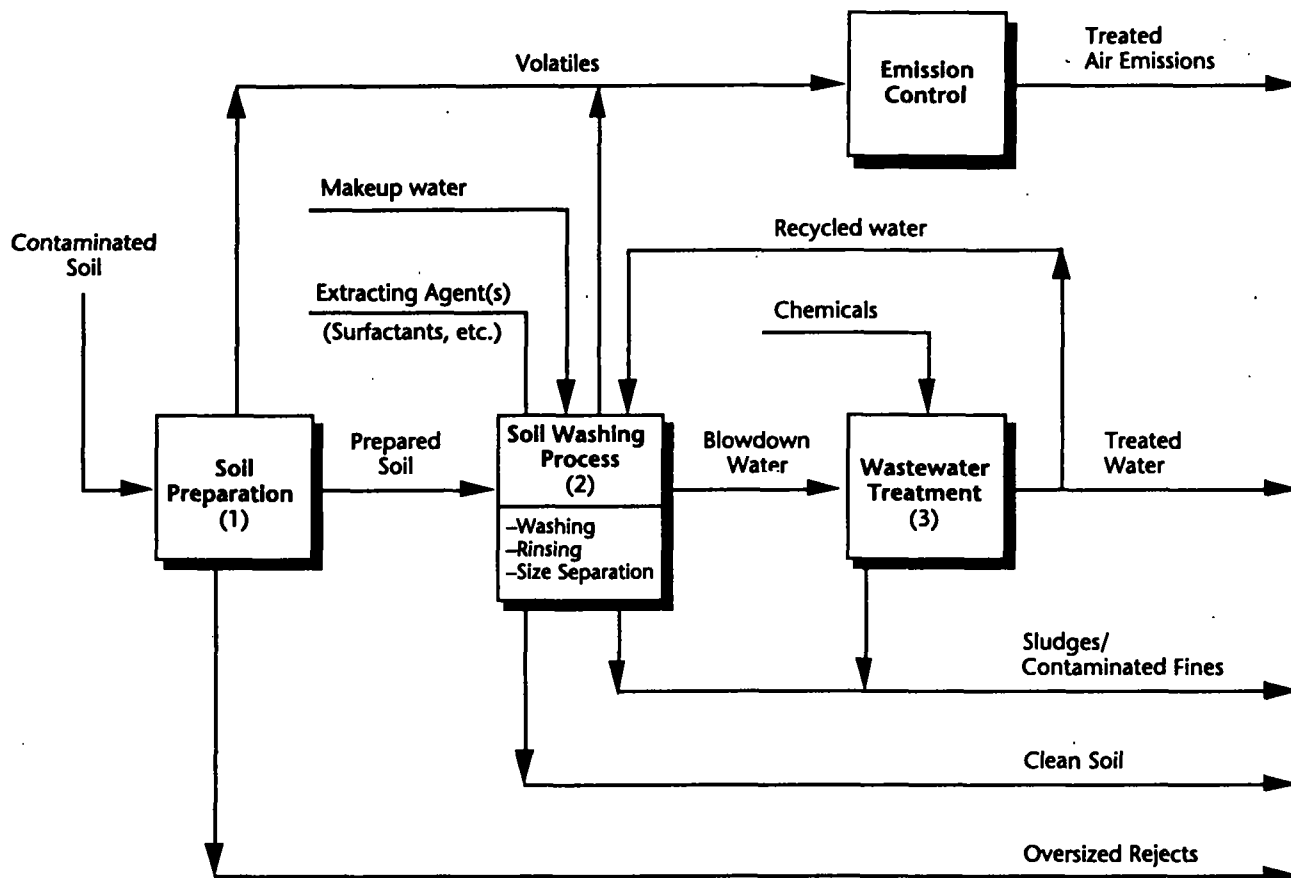 Volatiles
Emission
Control
Treated
Air Emissions
Makeup water
Recycled water
Contaminated
Soil
Extracting Agent(s)
(Surfactants, etc.)
Chemicals
Soil
Preparation
(1)
Prepared
Soil
Soil Washing
Process
(2)
–Washing
–Rinsing
–Size Separation
Blowdown
Water
Wastewater
Treatment
(3)
Treated
Water
Sludges/
Contaminated Fines
Clean Soil
Oversized Rejects